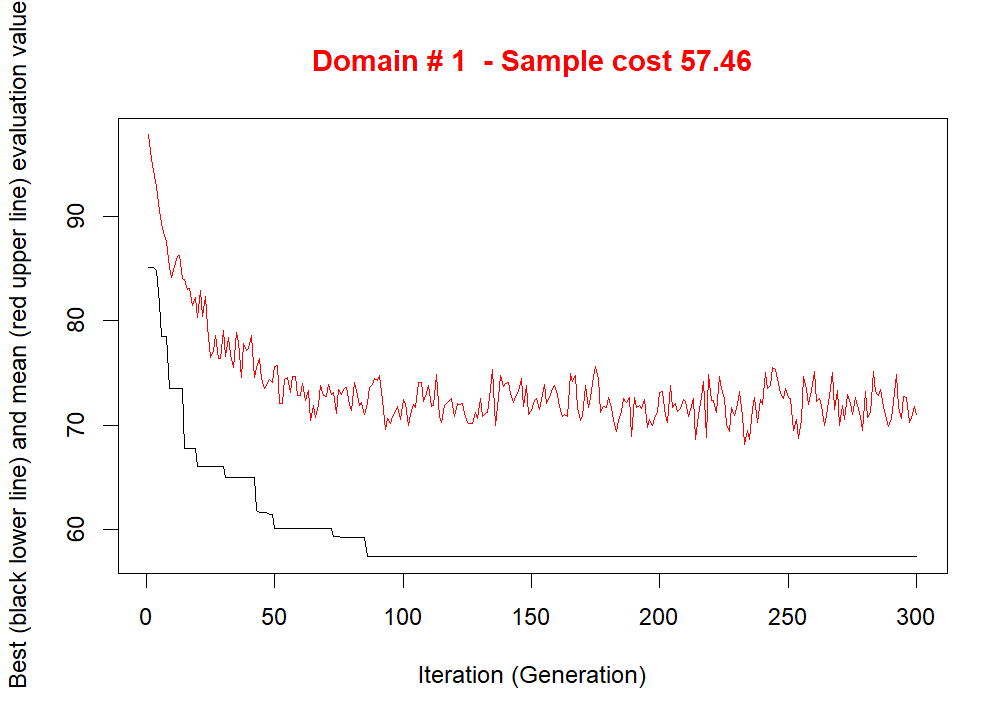 Domain # 1  - Sample cost 57.46
Best (black lower line) and mean (red upper line) evaluation value
90
80
70
60
0 50 100 150 200 250 300
Iteration (Generation)